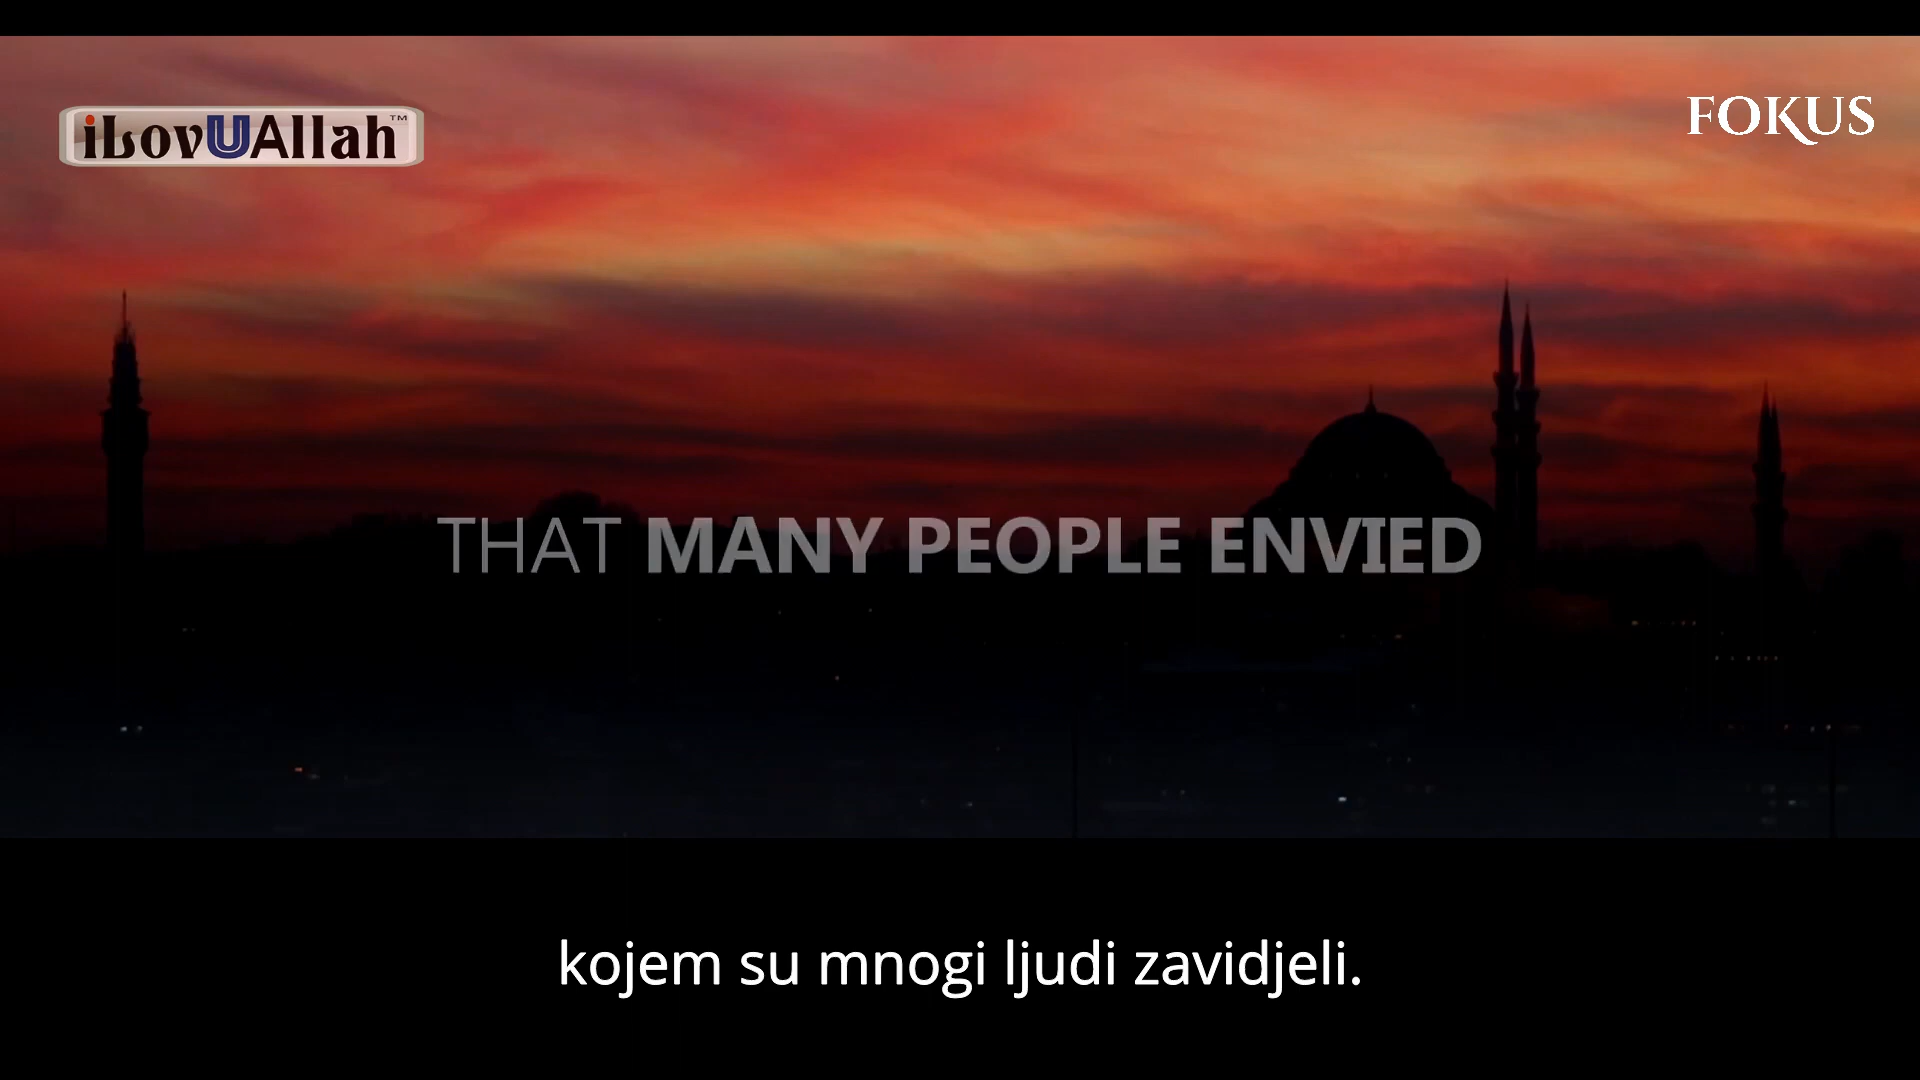 iLovUAllah™
FOKUS
THAT MANY PEOPLE ENVIED
kojem su mnogi ljudi zavidjeli.